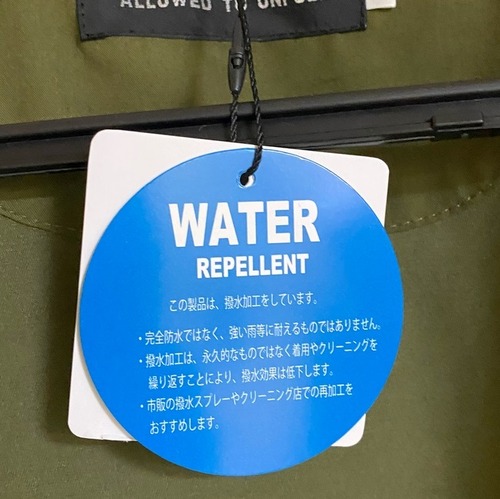 ALLOWED TO
WATER
REPELLENT
この製品は、撥水加工をしています。
・完全防水ではなく、強い雨等に耐えるものではありません。
・撥水加工は、永久的なものではなく着用やクリーニングを
繰り返すことにより、撥水効果は低下します。
・市販の撥水スプレーやクリーニング店での再加工を
おすすめします。